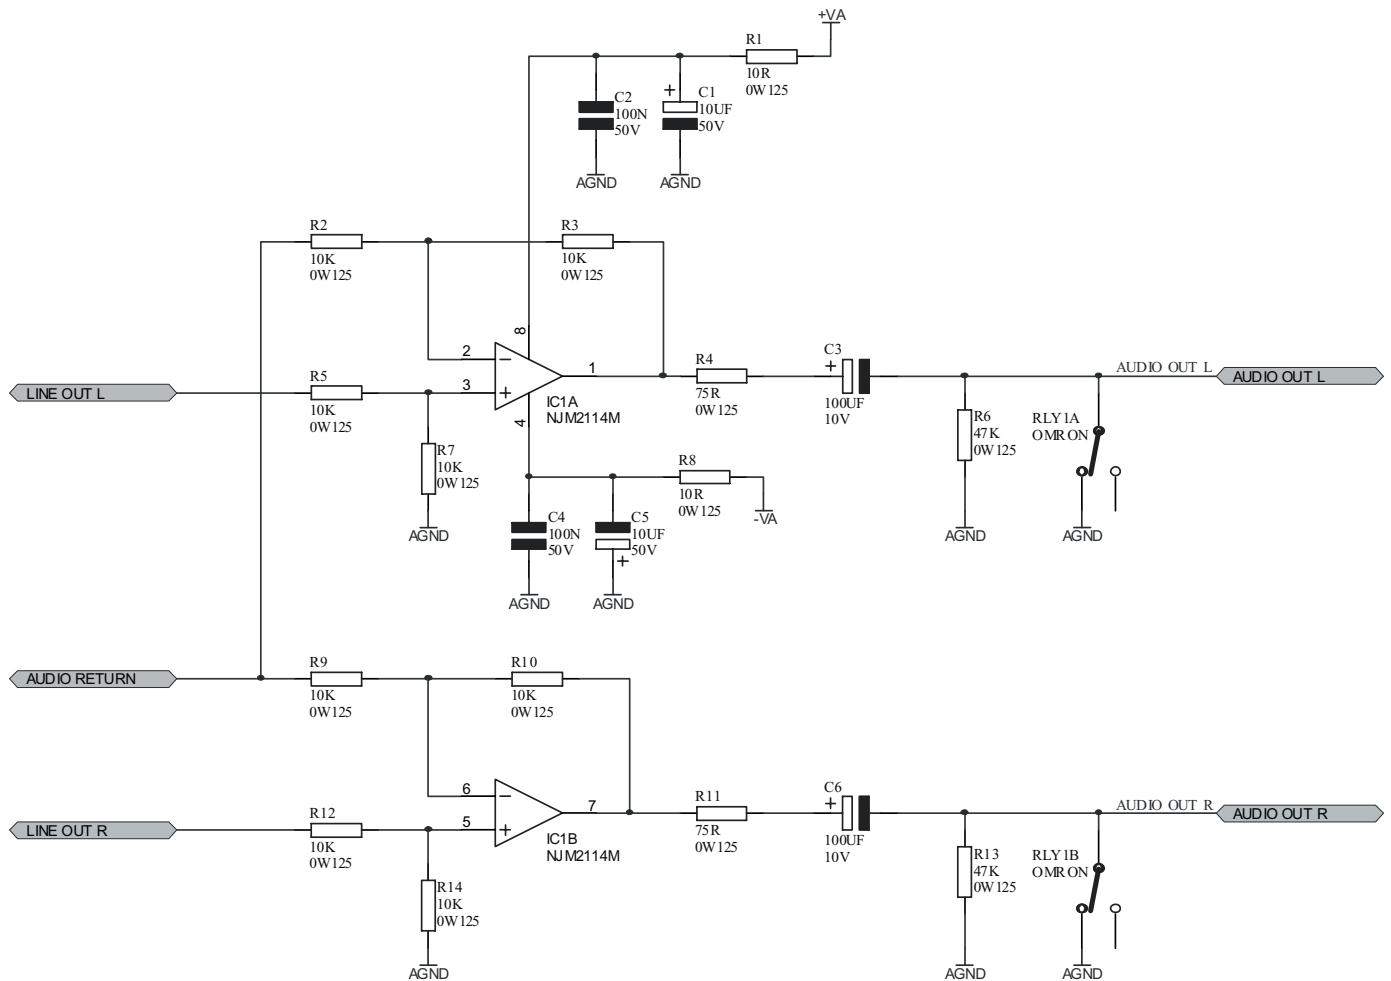 +VA
R1
10R
0W125
C2
100N
50V
+
C1
10UF
50V
AGND
AGND
R2
10K
0W125
R3
10K
0W125
8
2
3
1
4
IC1A
NJM2114M
LINE OUT L
R5
10K
0W125
R7
10K
0W125
AGND
R4
75R
0W125
C3
+
100UF
10V
AUDIO OUT L
AUDIO OUT L
R6
47K
0W125
RLY1A
OMRON
AGND
AGND
R8
10R
0W125
-VA
C4
100N
50V
C5
10UF
50V
+
AGND
AGND
AUDIO RETURN
R9
10K
0W125
R10
10K
0W125
6
5
7
IC1B
NJM2114M
LINE OUT R
R12
10K
0W125
R14
10K
0W125
AGND
R11
75R
0W125
C6
+
100UF
10V
AUDIO OUT R
AUDIO OUT R
R13
47K
0W125
RLY1B
OMRON
AGND
AGND